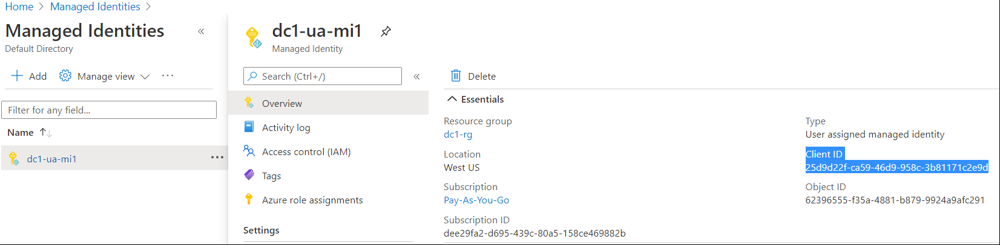 Home > Managed Identities >
Managed Identities «
Default Directory
+ Add Manage view ...
Filter for any field...
Name ↑↓
dc1-ua-mi1 ...
dc1-ua-mi1
Managed Identity
Search (Ctrl+/) «
Overview
Activity log
Access control (IAM)
Tags
Azure role assignments
Settings
Delete
Essentials
Resource group
dc1-rg
Location
West US
Subscription
Pay-As-You-Go
Subscription ID
dee29fa2-d695-439c-80a5-158ce469882b
Type
User assigned managed identity
Client ID
25d9d22f-ca59-46d9-958c-3b81171c2e9d
Object ID
62396555-f35a-4881-b879-9924a9afc291